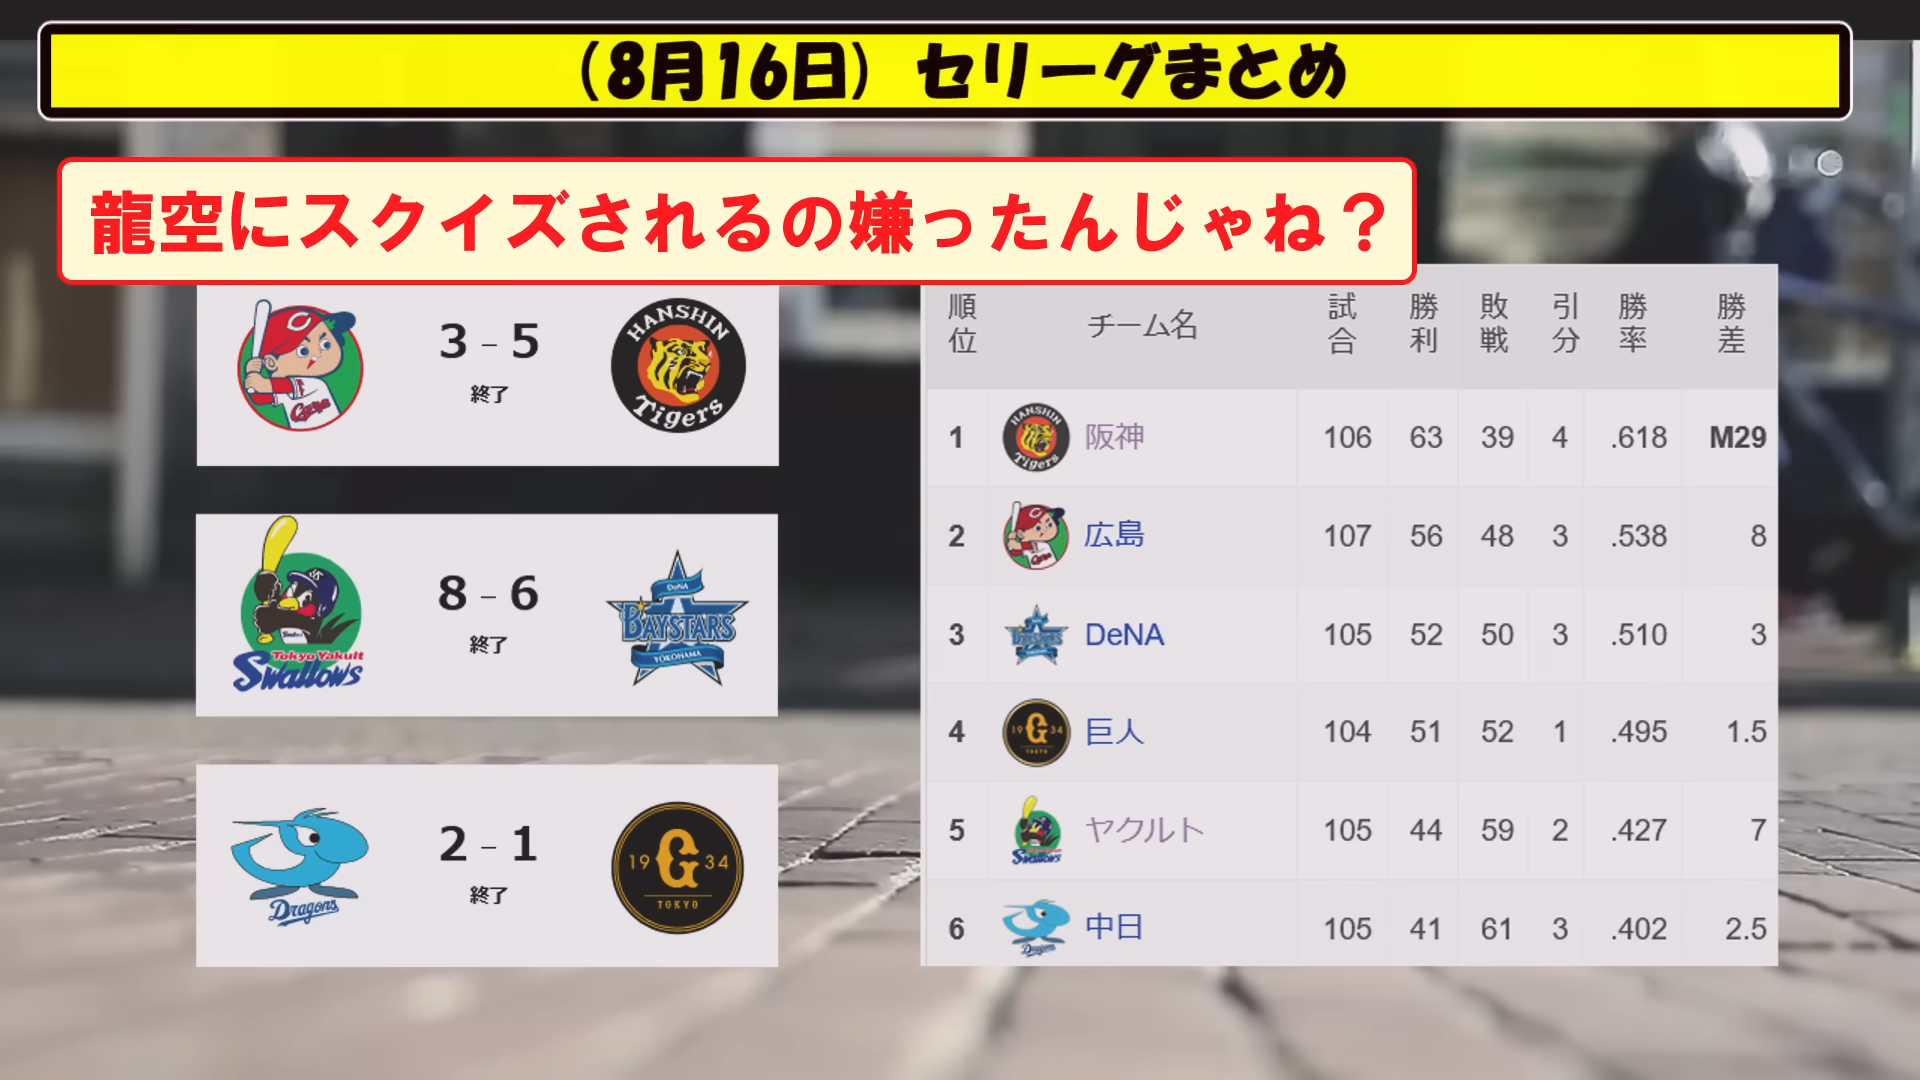 （8月16日）セリーグまとめ
龍空にスクイズされるの嫌ったんじゃね？
3 - 5
終了
HANSHIN
Tigers
Carp
8 - 6
終了
Tokyo Yakult
Swallows
DeNA
BAYSTARS
YOKOHAMA
2 - 1
終了
Dragons
19 G 34
TOKYO
順位 チーム名 試合 勝利 敗戦 引分 勝率 勝差
1 阪神 106 63 39 4 .618 M29
2 広島 107 56 48 3 .538 8
3 DeNA 105 52 50 3 .510 3
4 巨人 104 51 52 1 .495 1.5
5 ヤクルト 105 44 59 2 .427 7
6 中日 105 41 61 3 .402 2.5